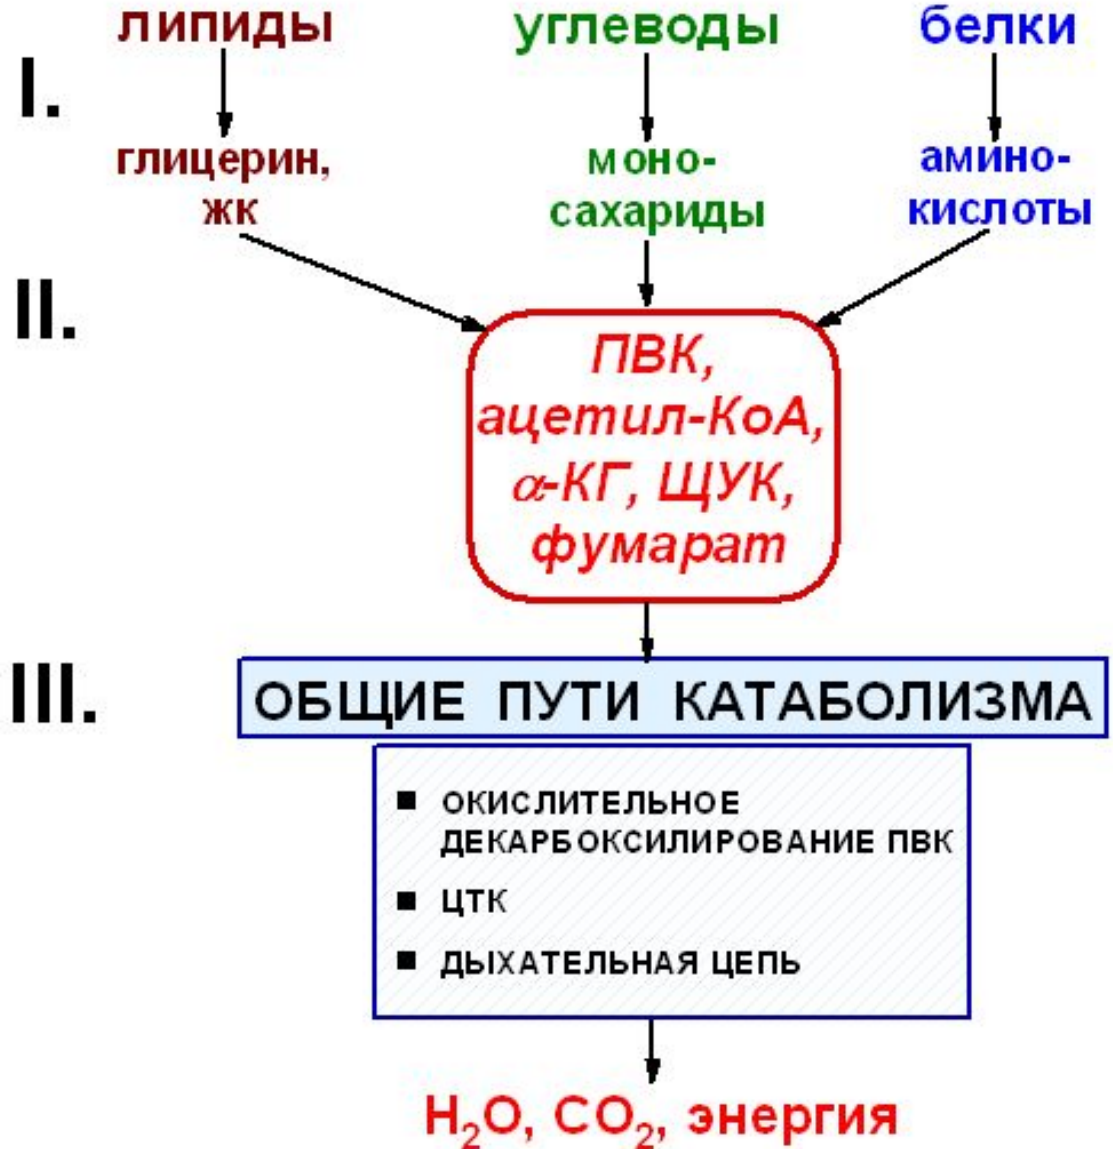 липиды углеводы белки
I.
глицерин, моно- амино-
жк сахариды кислоты
II.
ПВК,
ацетил-КоА,
α-КГ, ЩУК,
фумарат
III.
ОБЩИЕ ПУТИ КАТАБОЛИЗМА
■ ОКИСЛИТЕЛЬНОЕ
ДЕКАРБОКСИЛИРОВАНИЕ ПВК
■ ЦТК
■ ДЫХАТЕЛЬНАЯ ЦЕПЬ
H₂O, CO₂, энергия